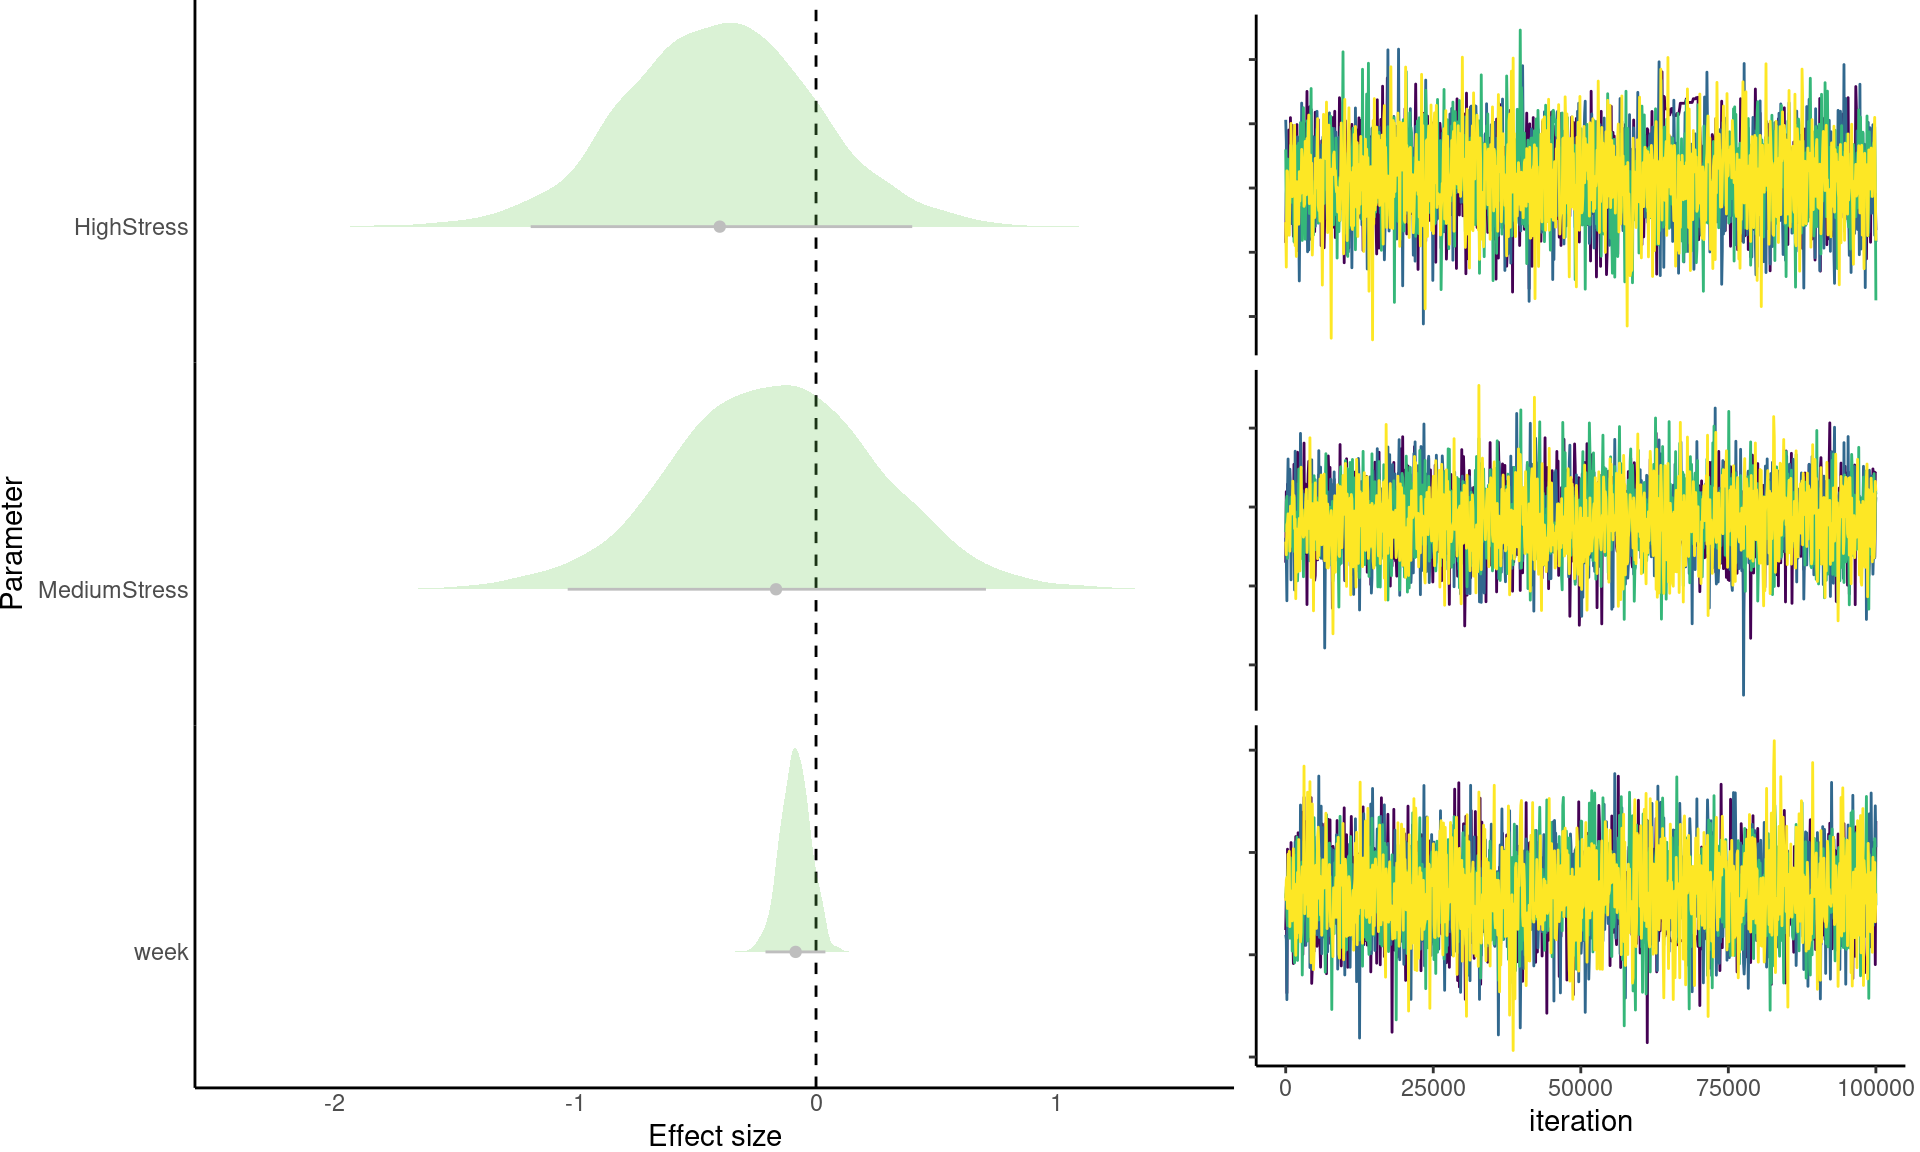 Parameter
HighStress
MediumStress
week
-2 -1 0 1
Effect size
0 25000 50000 75000 100000
iteration